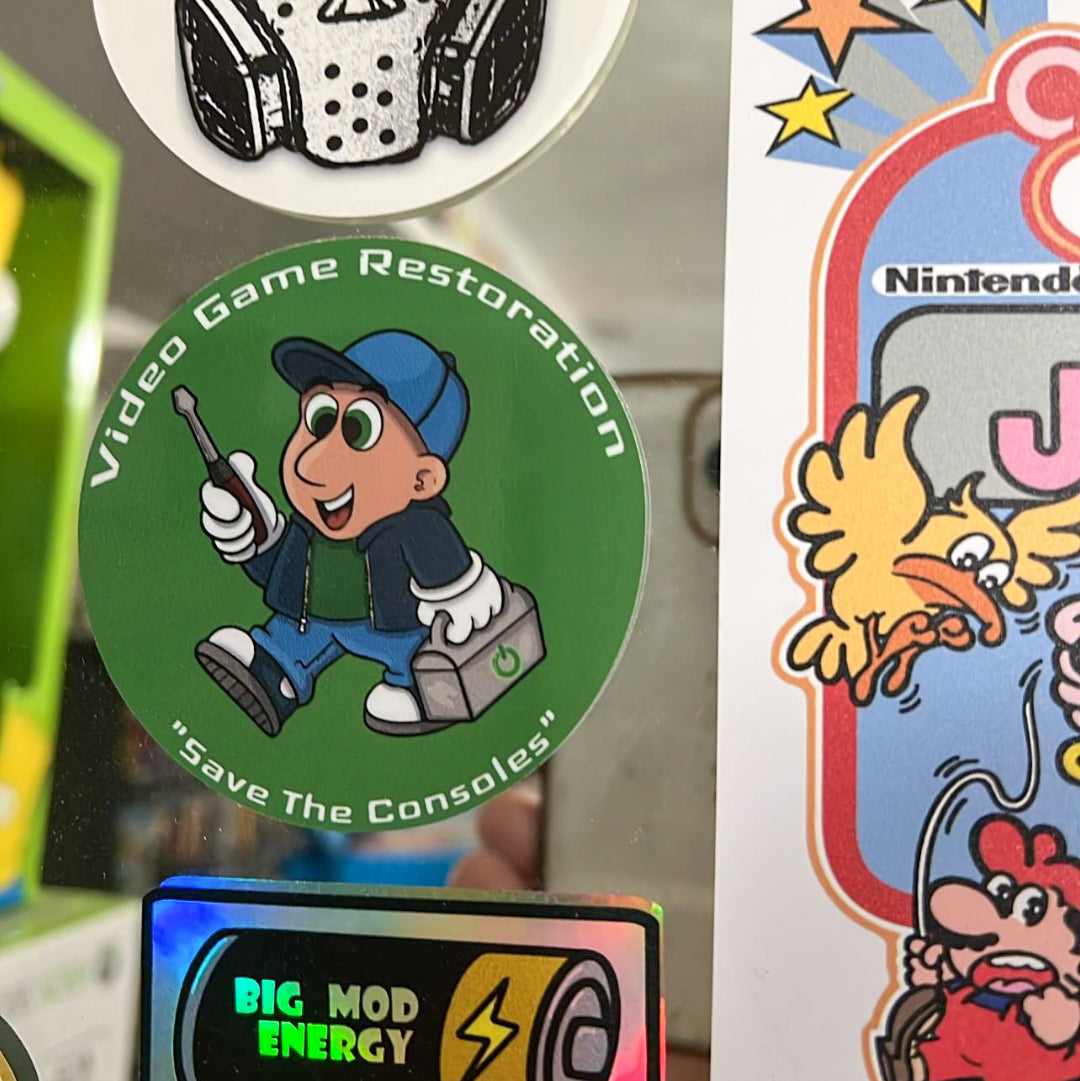 Video Game Restoration
"Save The Consoles"
BIG MOD
ENERGY
Nintendo
J